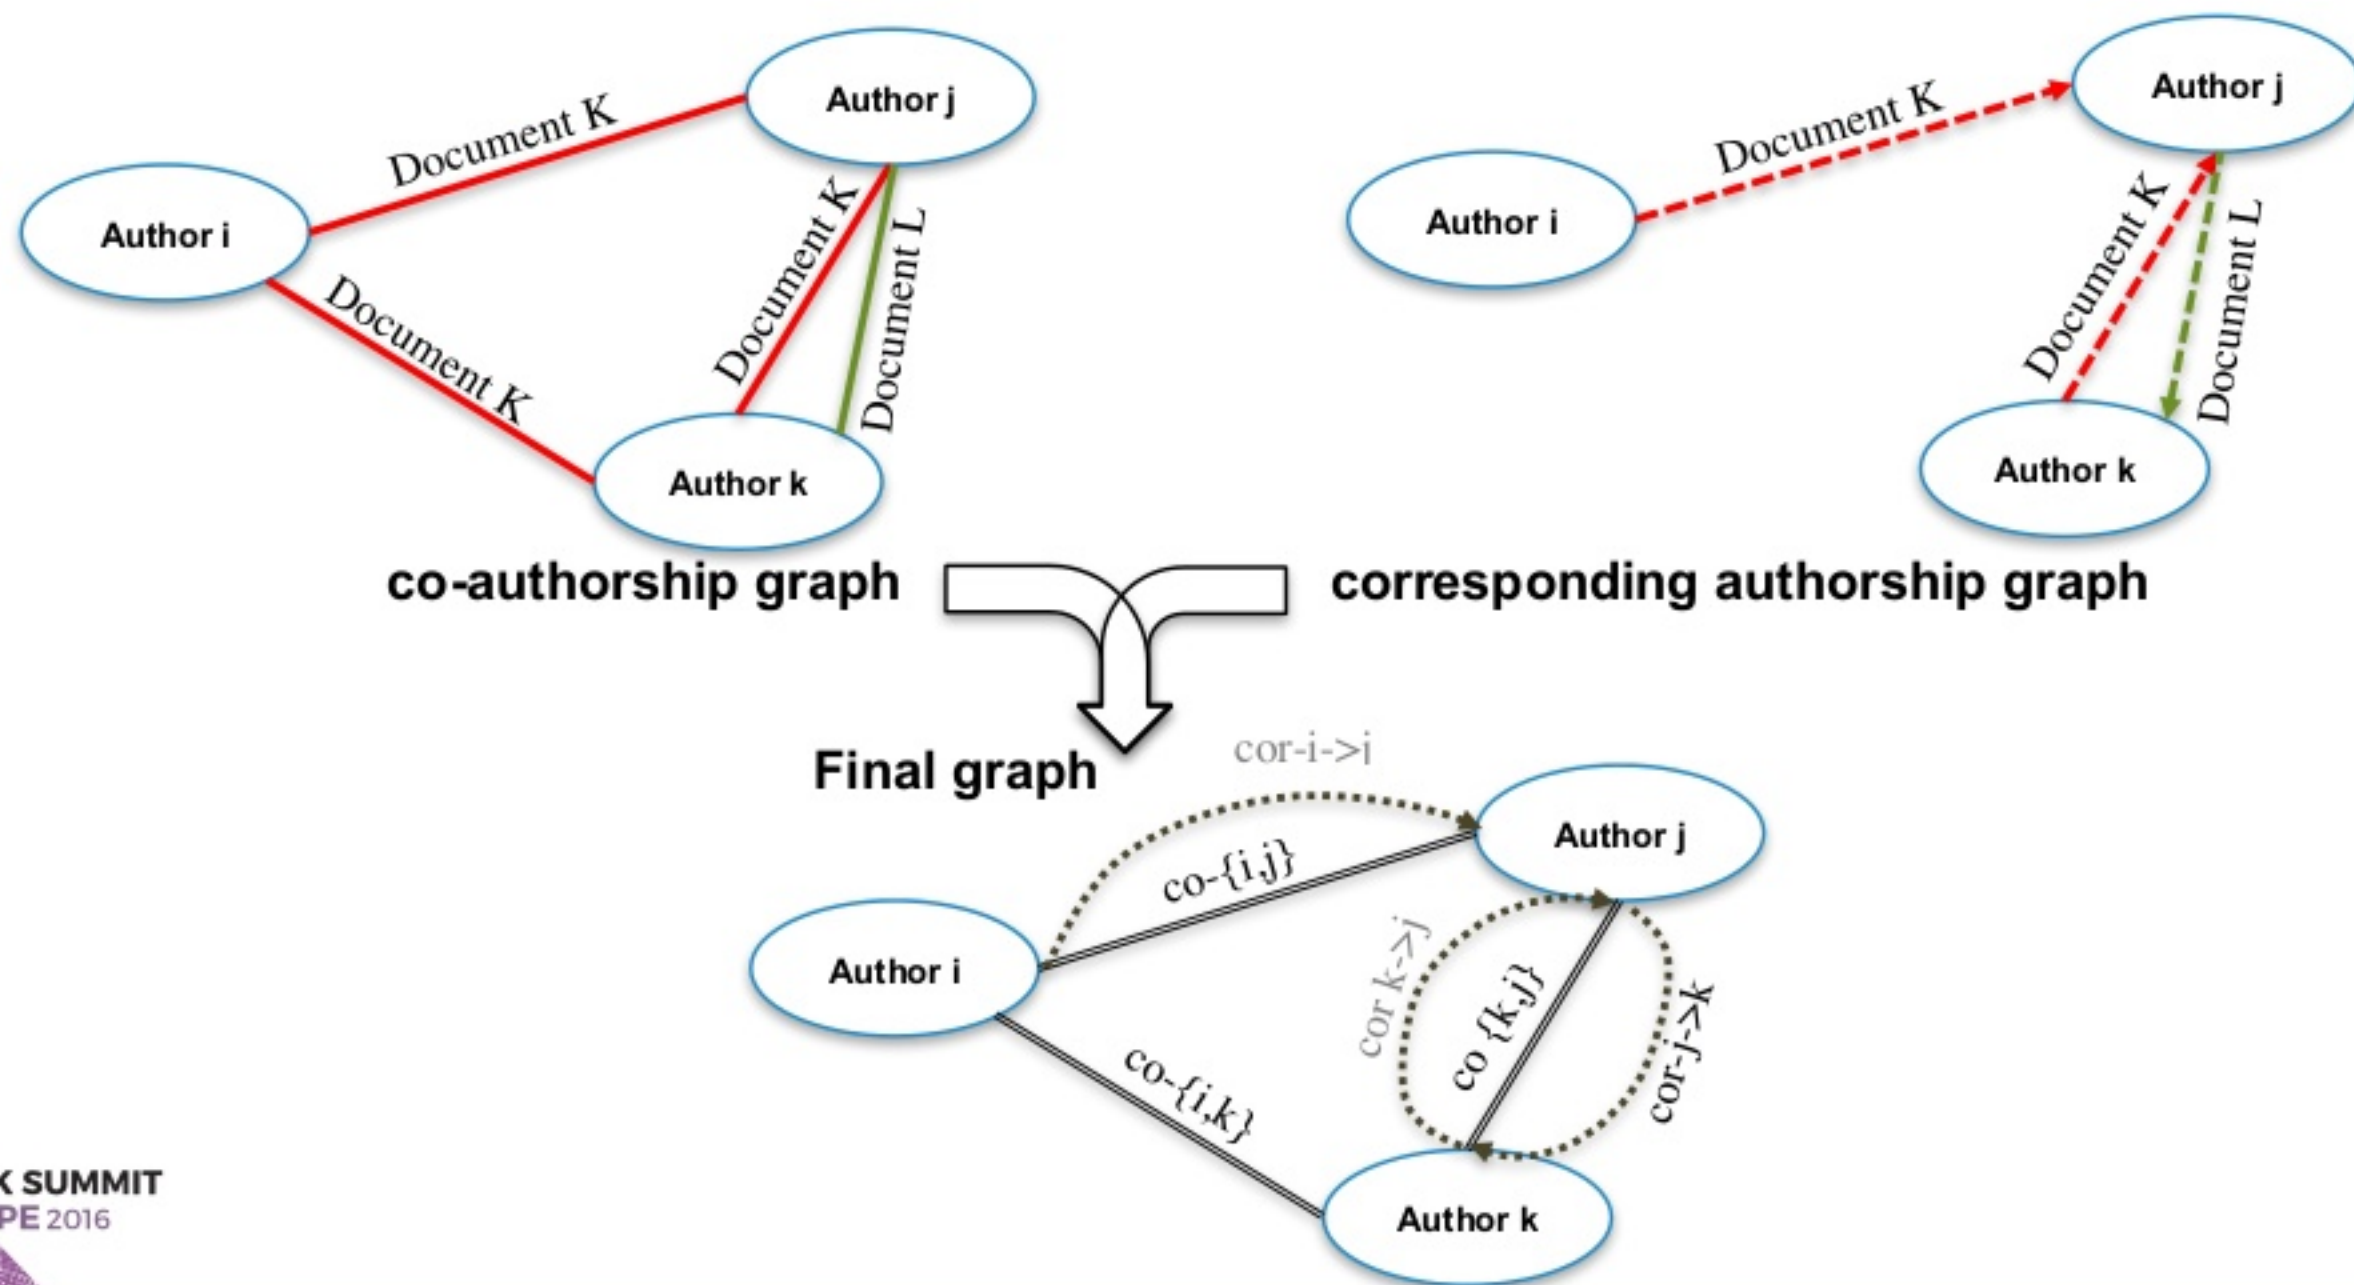 Author j
Document K
Author i
Document K
Document L
Document K
Author k
co-authorship graph
Author j
Document K
Author i
Document K
Document L
Author k
corresponding authorship graph
Final graph
cor-i->j
Author j
co-{i,j}
Author i
cor k->j
co {k,j}
cor-j->k
co-{i,k}
Author k
K SUMMIT
PE 2016